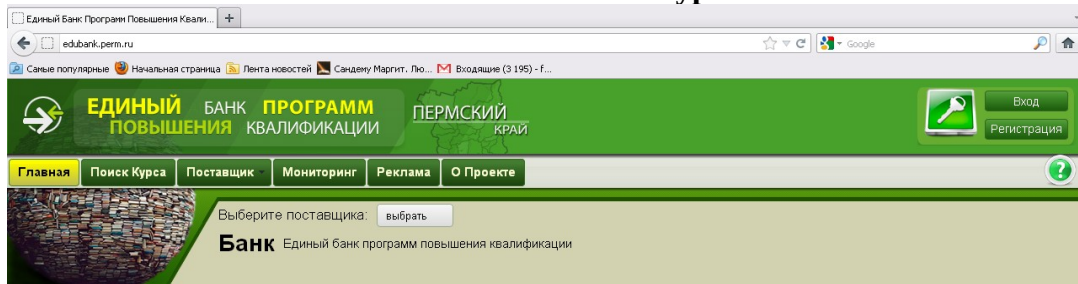 Единый Банк Программ Повышения Квали... +
edubank.perm.ru Google
Самые популярные Начальная страница Лента новостей Сандему Маргит. Лю... Входящие (3 195) - f...
ЕДИНЫЙ БАНК ПРОГРАММ
ПОВЫШЕНИЯ КВАЛИФИКАЦИИ
ПЕРМСКИЙ
КРАЙ
Вход
Регистрация
Главная Поиск Курса Поставщик Мониторинг Реклама О Проекте ?
Выберите поставщика: выбрать
Банк Единый банк программ повышения квалификации